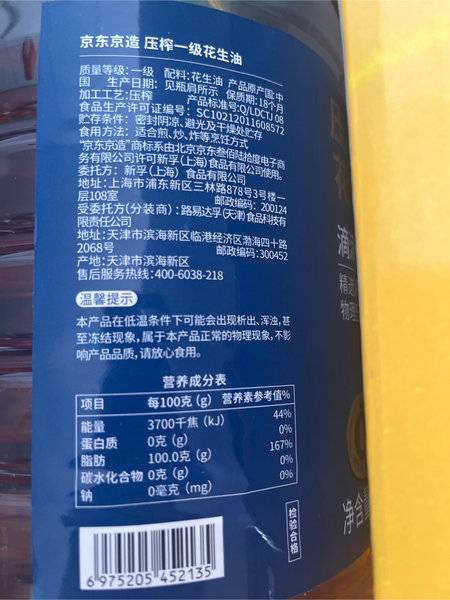 京东京造 压榨一级花生油
质量等级:一级 配料:花生油 产品原产国:中
国 生产日期:见瓶肩所示 保质期:18个月
加工工艺:压榨 产品标准号:Q/LDCTJ 08
食品生产许可证编号:SC10212011608572
贮存条件:密封阴凉、避光及干燥处贮存
食用方法:适合煎、炒、炸等烹饪方式
“京东京造”商标系由北京京东叁佰陆拾度电子商
务有限公司许可新孚(上海)食品有限公司使用。
委托方:新孚(上海)食品有限公司
地址:上海市浦东新区三林路878号3号楼一
层108室 邮政编码:200124
受委托方(分装商):路易达孚(天津)食品科技有
限责任公司
地址:天津市滨海新区临港经济区渤海四十路
2068号 邮政编码:300452
产地:天津市滨海新区
售后服务热线:400-6038-218
温馨提示
本产品在低温条件下可能会出现析出、浑浊,甚
至冻结现象,属于本产品正常的物理现象,不影
响产品品质,请放心食用。
营养成分表
项目 每100克(g) 营养素参考值%
能量 3700千焦(kJ) 44%
蛋白质 0克(g) 0%
脂肪 100.0克(g) 167%
碳水化合物 0克(g) 0%
钠 0毫克(mg) 0%
检验合格
6 975205 452135
滴
精
物理
净含量